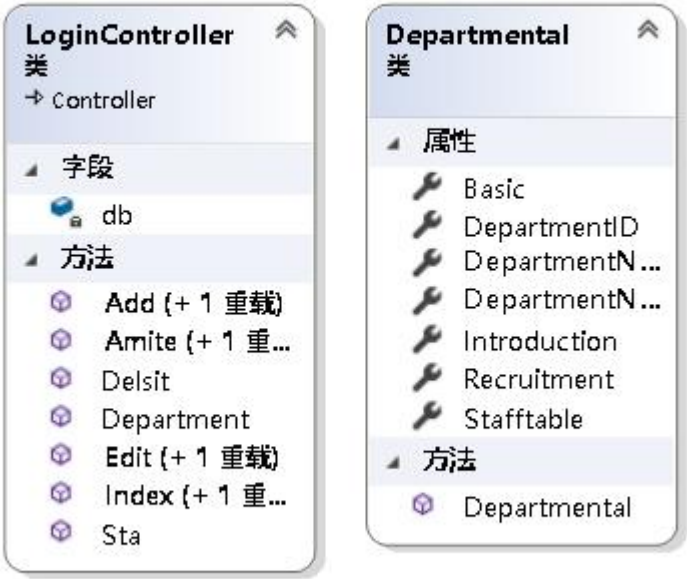 LoginController
类
Controller
字段
db
方法
Add (+ 1 重载)
Amite (+ 1 重...
Delsit
Department
Edit (+ 1 重载)
Index (+ 1 重...
Sta
Departmental
类
属性
Basic
DepartmentID
DepartmentN...
DepartmentN...
Introduction
Recruitment
Stafftable
方法
Departmental